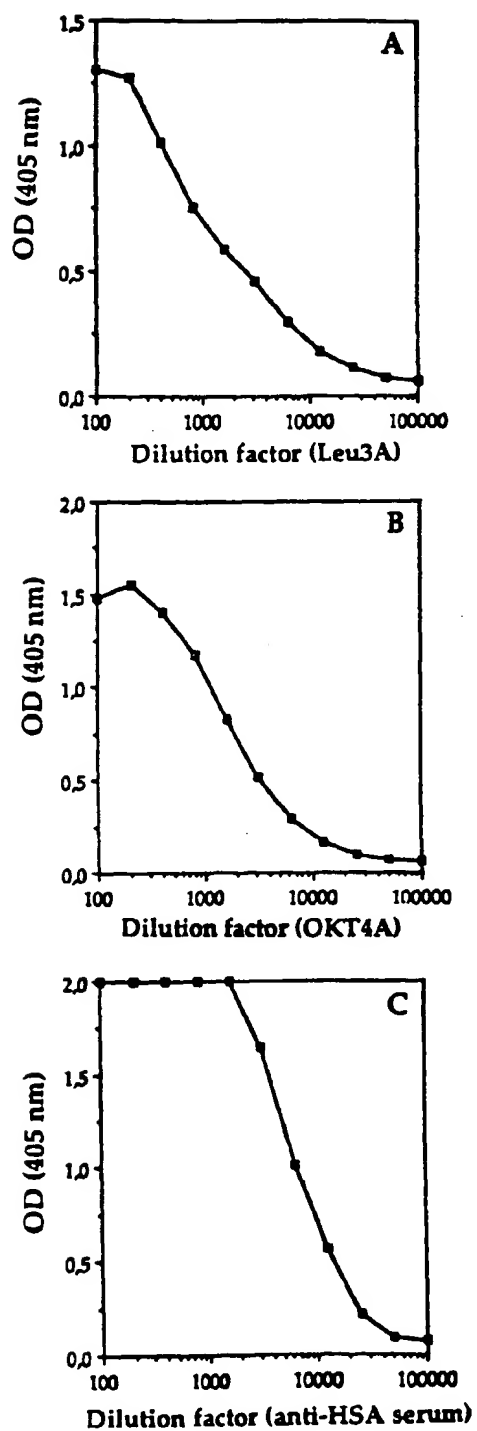 A
OD (405 nm)
1,5
1,0
0,5
0,0
100 1000 10000 100000
Dilution factor (Leu3A)
B
OD (405 nm)
2,0
1,5
1,0
0,5
0,0
100 1000 10000 100000
Dilution factor (OKT4A)
C
OD (405 nm)
2,0
1,5
1,0
0,5
0,0
100 1000 10000 100000
Dilution factor (anti-HSA serum)